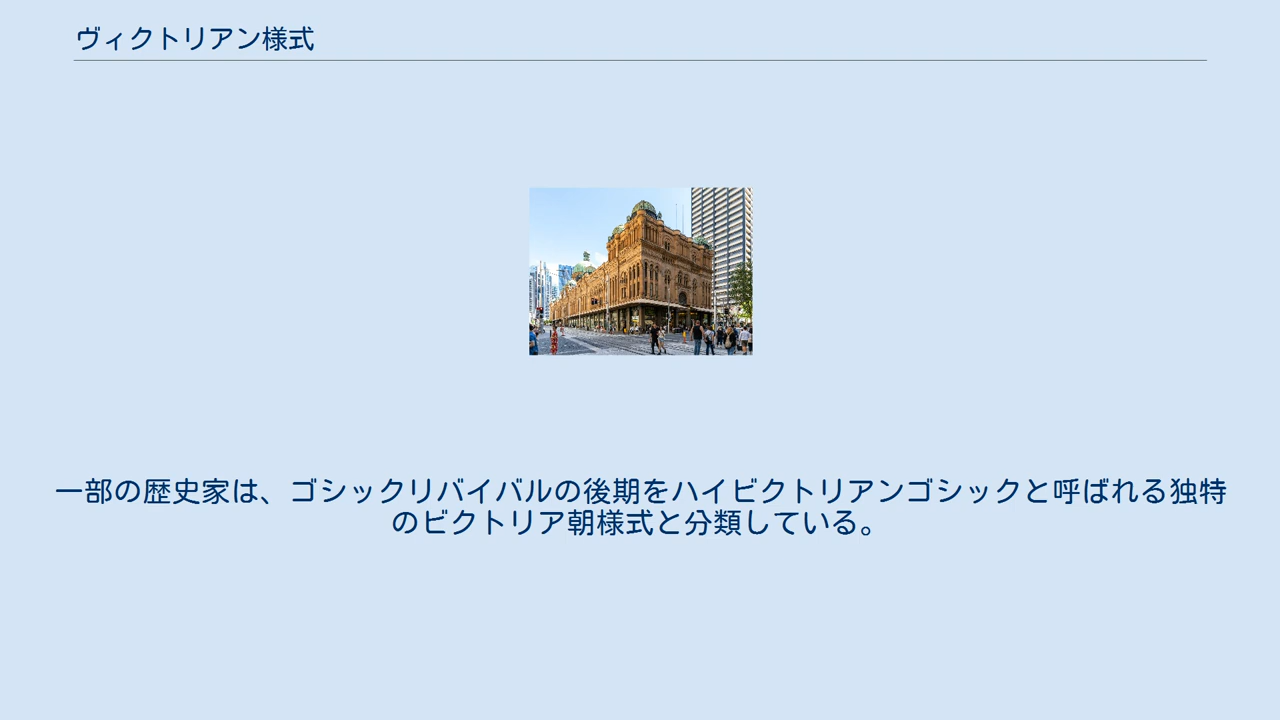 ヴィクトリアン様式
一部の歴史家は、ゴシックリバイバルの後期をハイビクトリアンゴシックと呼ばれる独特
のビクトリア朝様式と分類している。